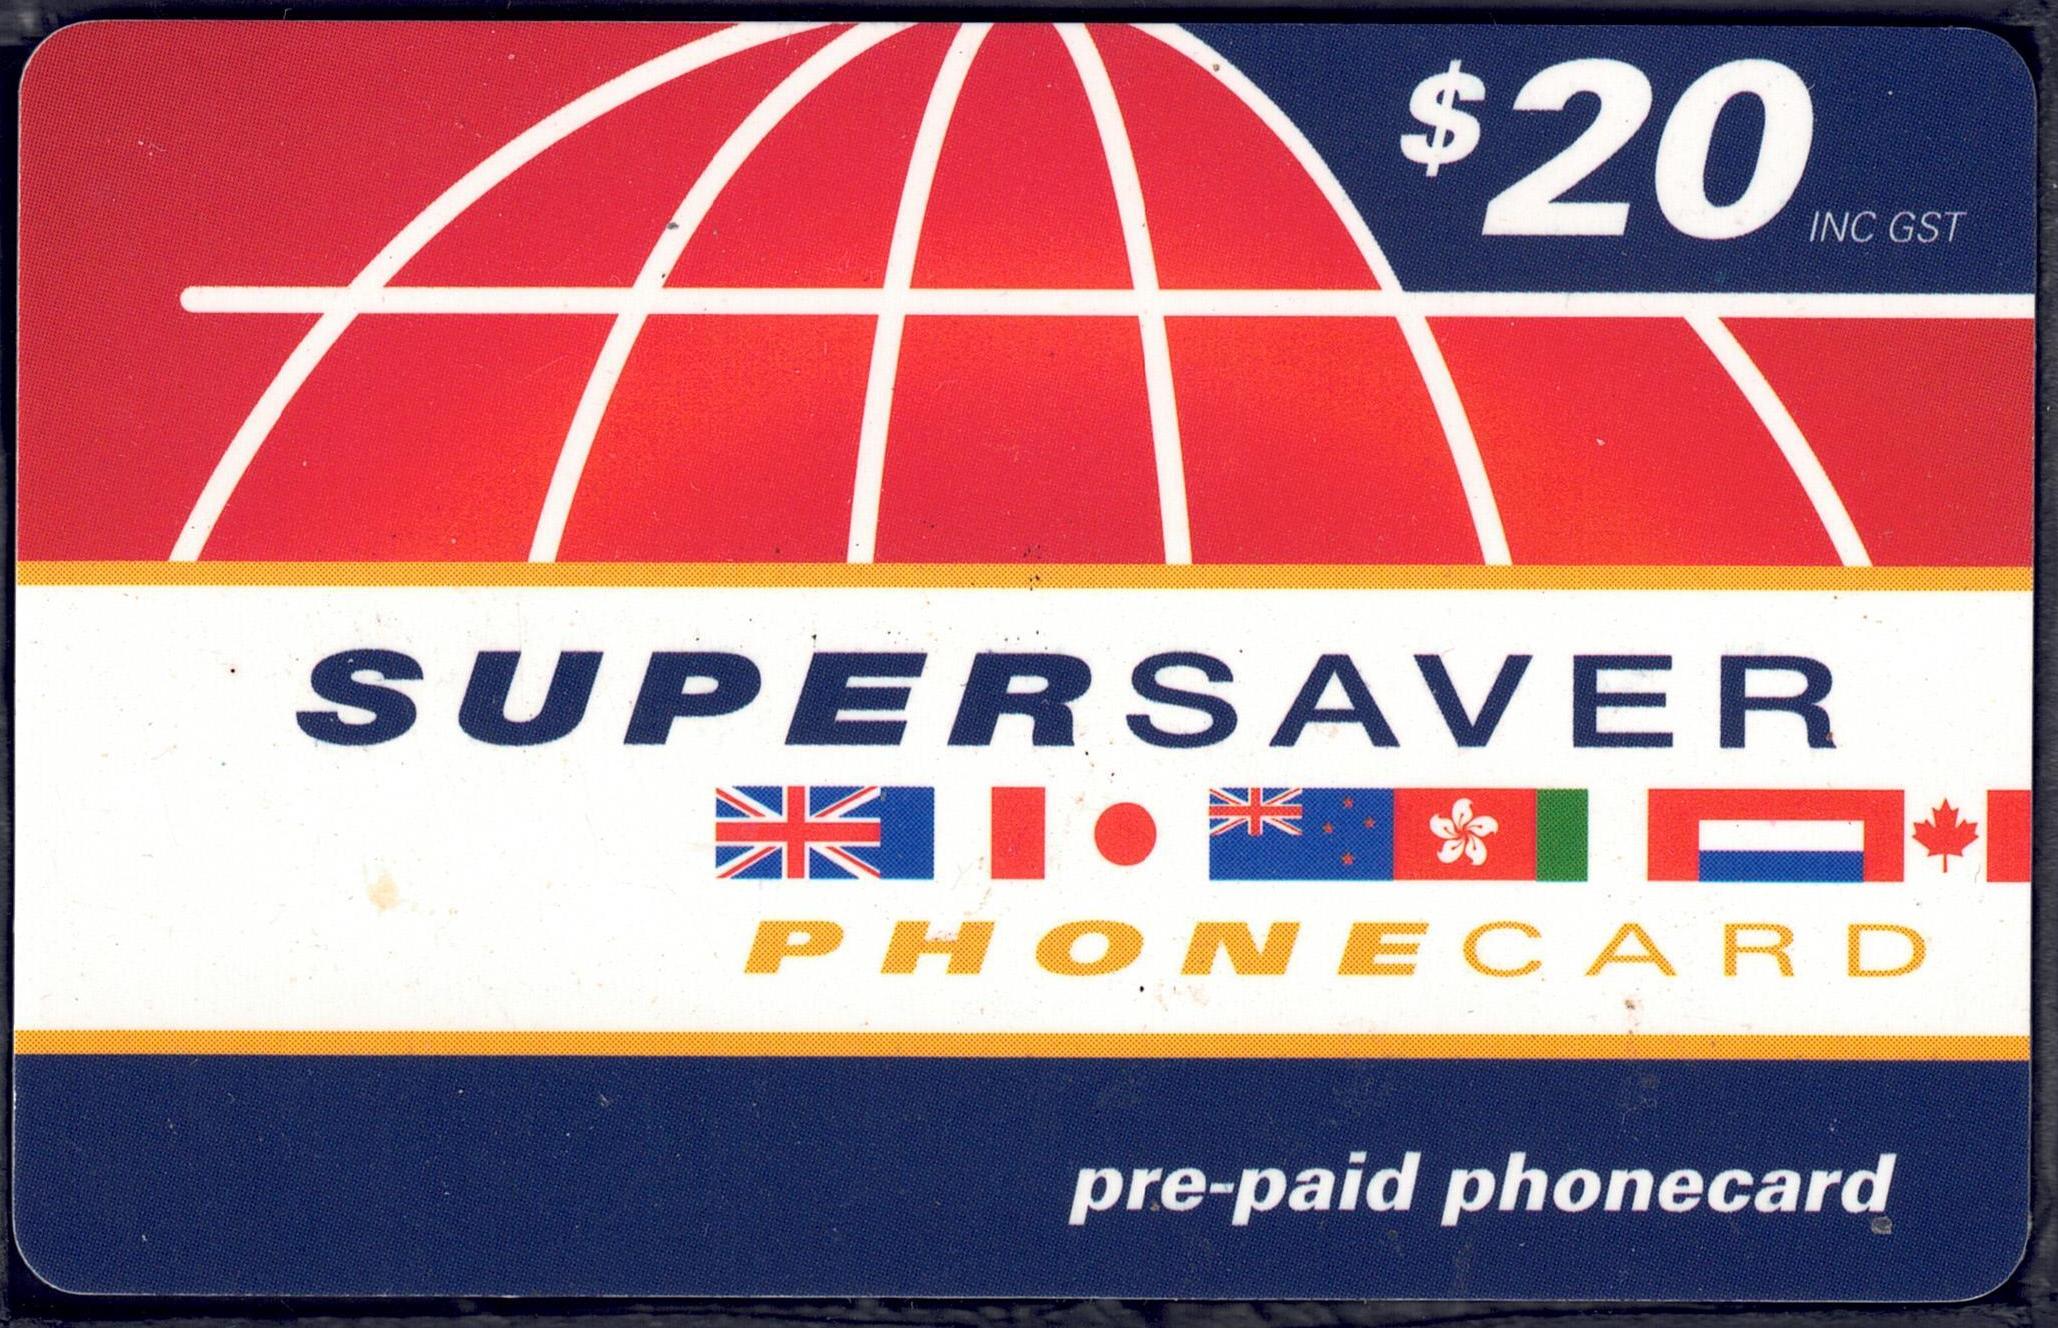 $20 INC GST
SUPERSAVER
PHONECARD
pre-paid phonecard